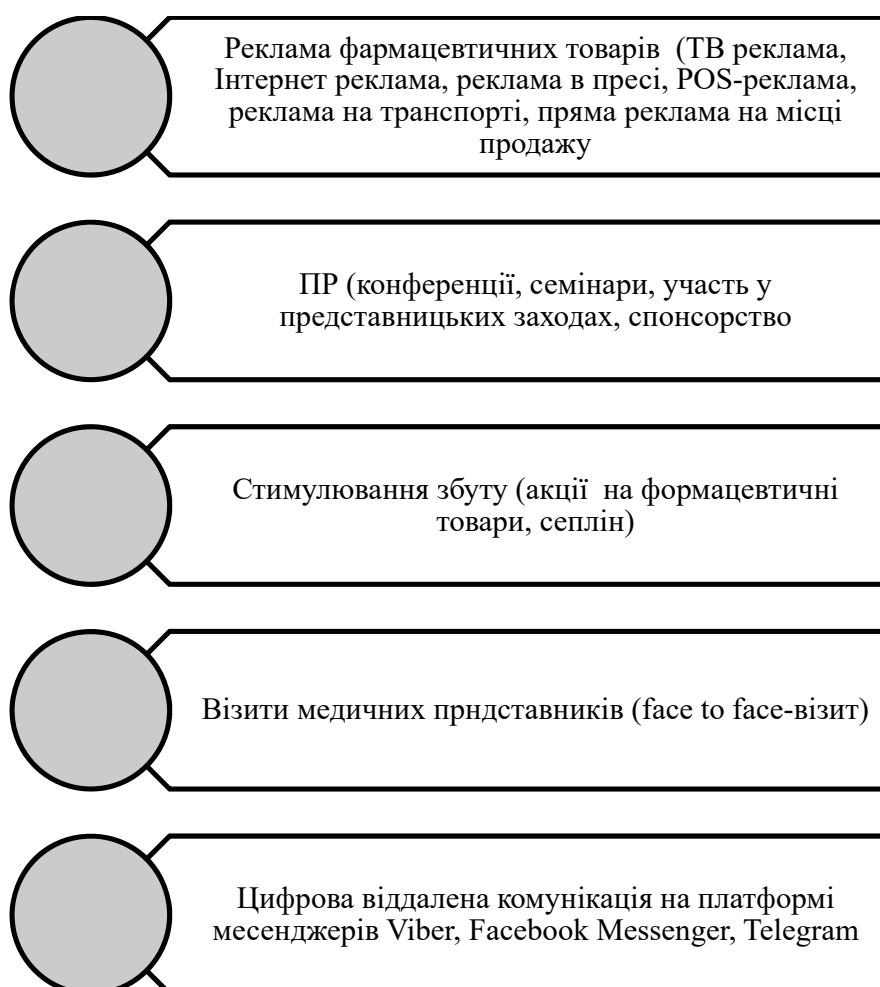 Реклама фармацевтичних товарів  (ТВ реклама,
Інтернет реклама, реклама в пресі, POS-реклама,
реклама на транспорті, пряма реклама на місці
продажу
ПР (конференції, семінари, участь у
представницьких заходах, спонсорство
Стимулювання збуту (акції  на формацевтичні
товари, сеплін)
Візити медичних прндставників (face to face-візит)
Цифрова віддалена комунікація на платформі
месенджерів Viber, Facebook Messenger, Telegram